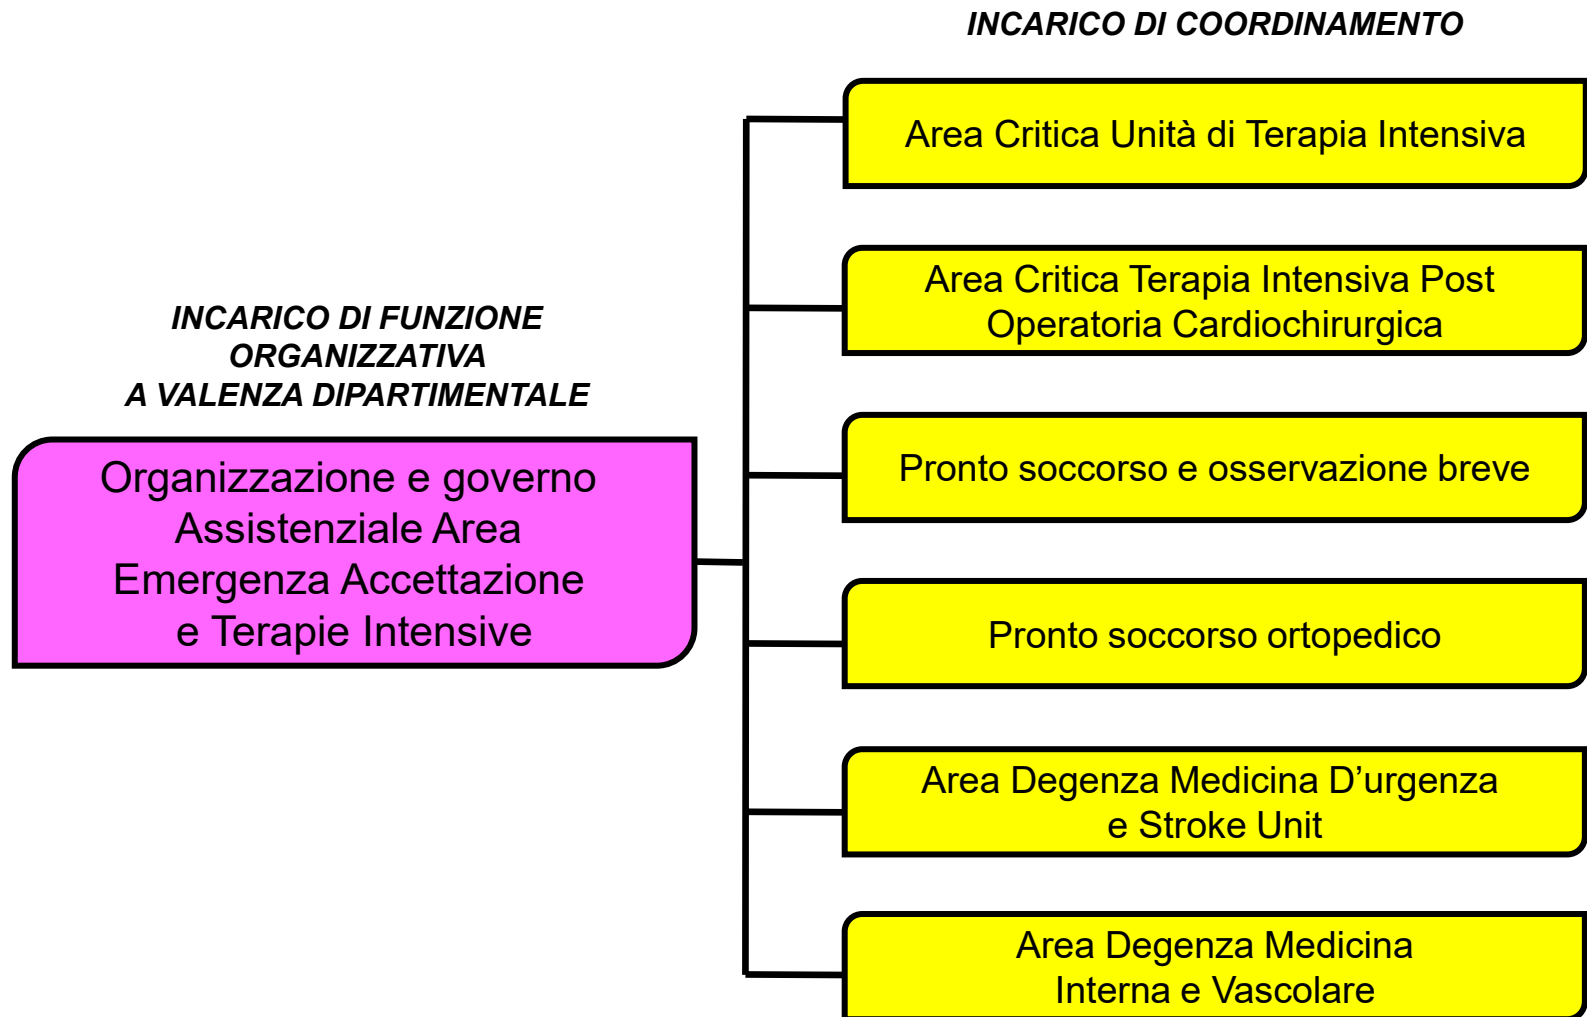 INCARICO DI COORDINAMENTO
Area Critica Unità di Terapia Intensiva
Area Critica Terapia Intensiva Post
Operatoria Cardiochirurgica
INCARICO DI FUNZIONE
ORGANIZZATIVA
A VALENZA DIPARTIMENTALE
Organizzazione e governo
Assistenziale Area
Emergenza Accettazione
e Terapie Intensive
Pronto soccorso e osservazione breve
Pronto soccorso ortopedico
Area Degenza Medicina D’urgenza
e Stroke Unit
Area Degenza Medicina
Interna e Vascolare